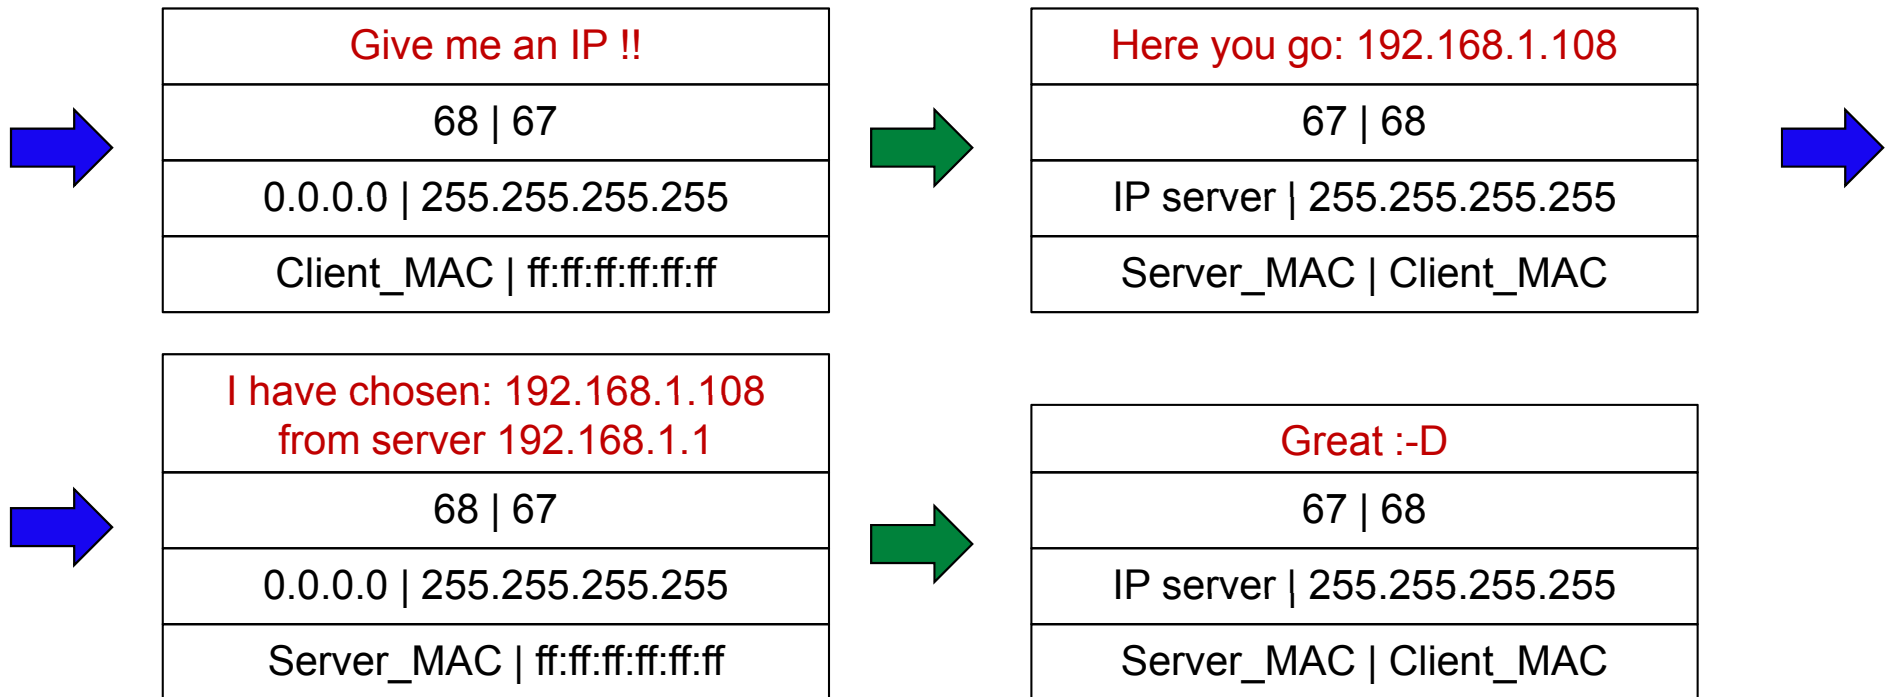 Give me an IP !!
68 | 67
0.0.0.0 | 255.255.255.255
Client_MAC | ff:ff:ff:ff:ff:ff
Here you go: 192.168.1.108
67 | 68
IP server | 255.255.255.255
Server_MAC | Client_MAC
I have chosen: 192.168.1.108
from server 192.168.1.1
68 | 67
0.0.0.0 | 255.255.255.255
Server_MAC | ff:ff:ff:ff:ff:ff
Great :-D
67 | 68
IP server | 255.255.255.255
Server_MAC | Client_MAC